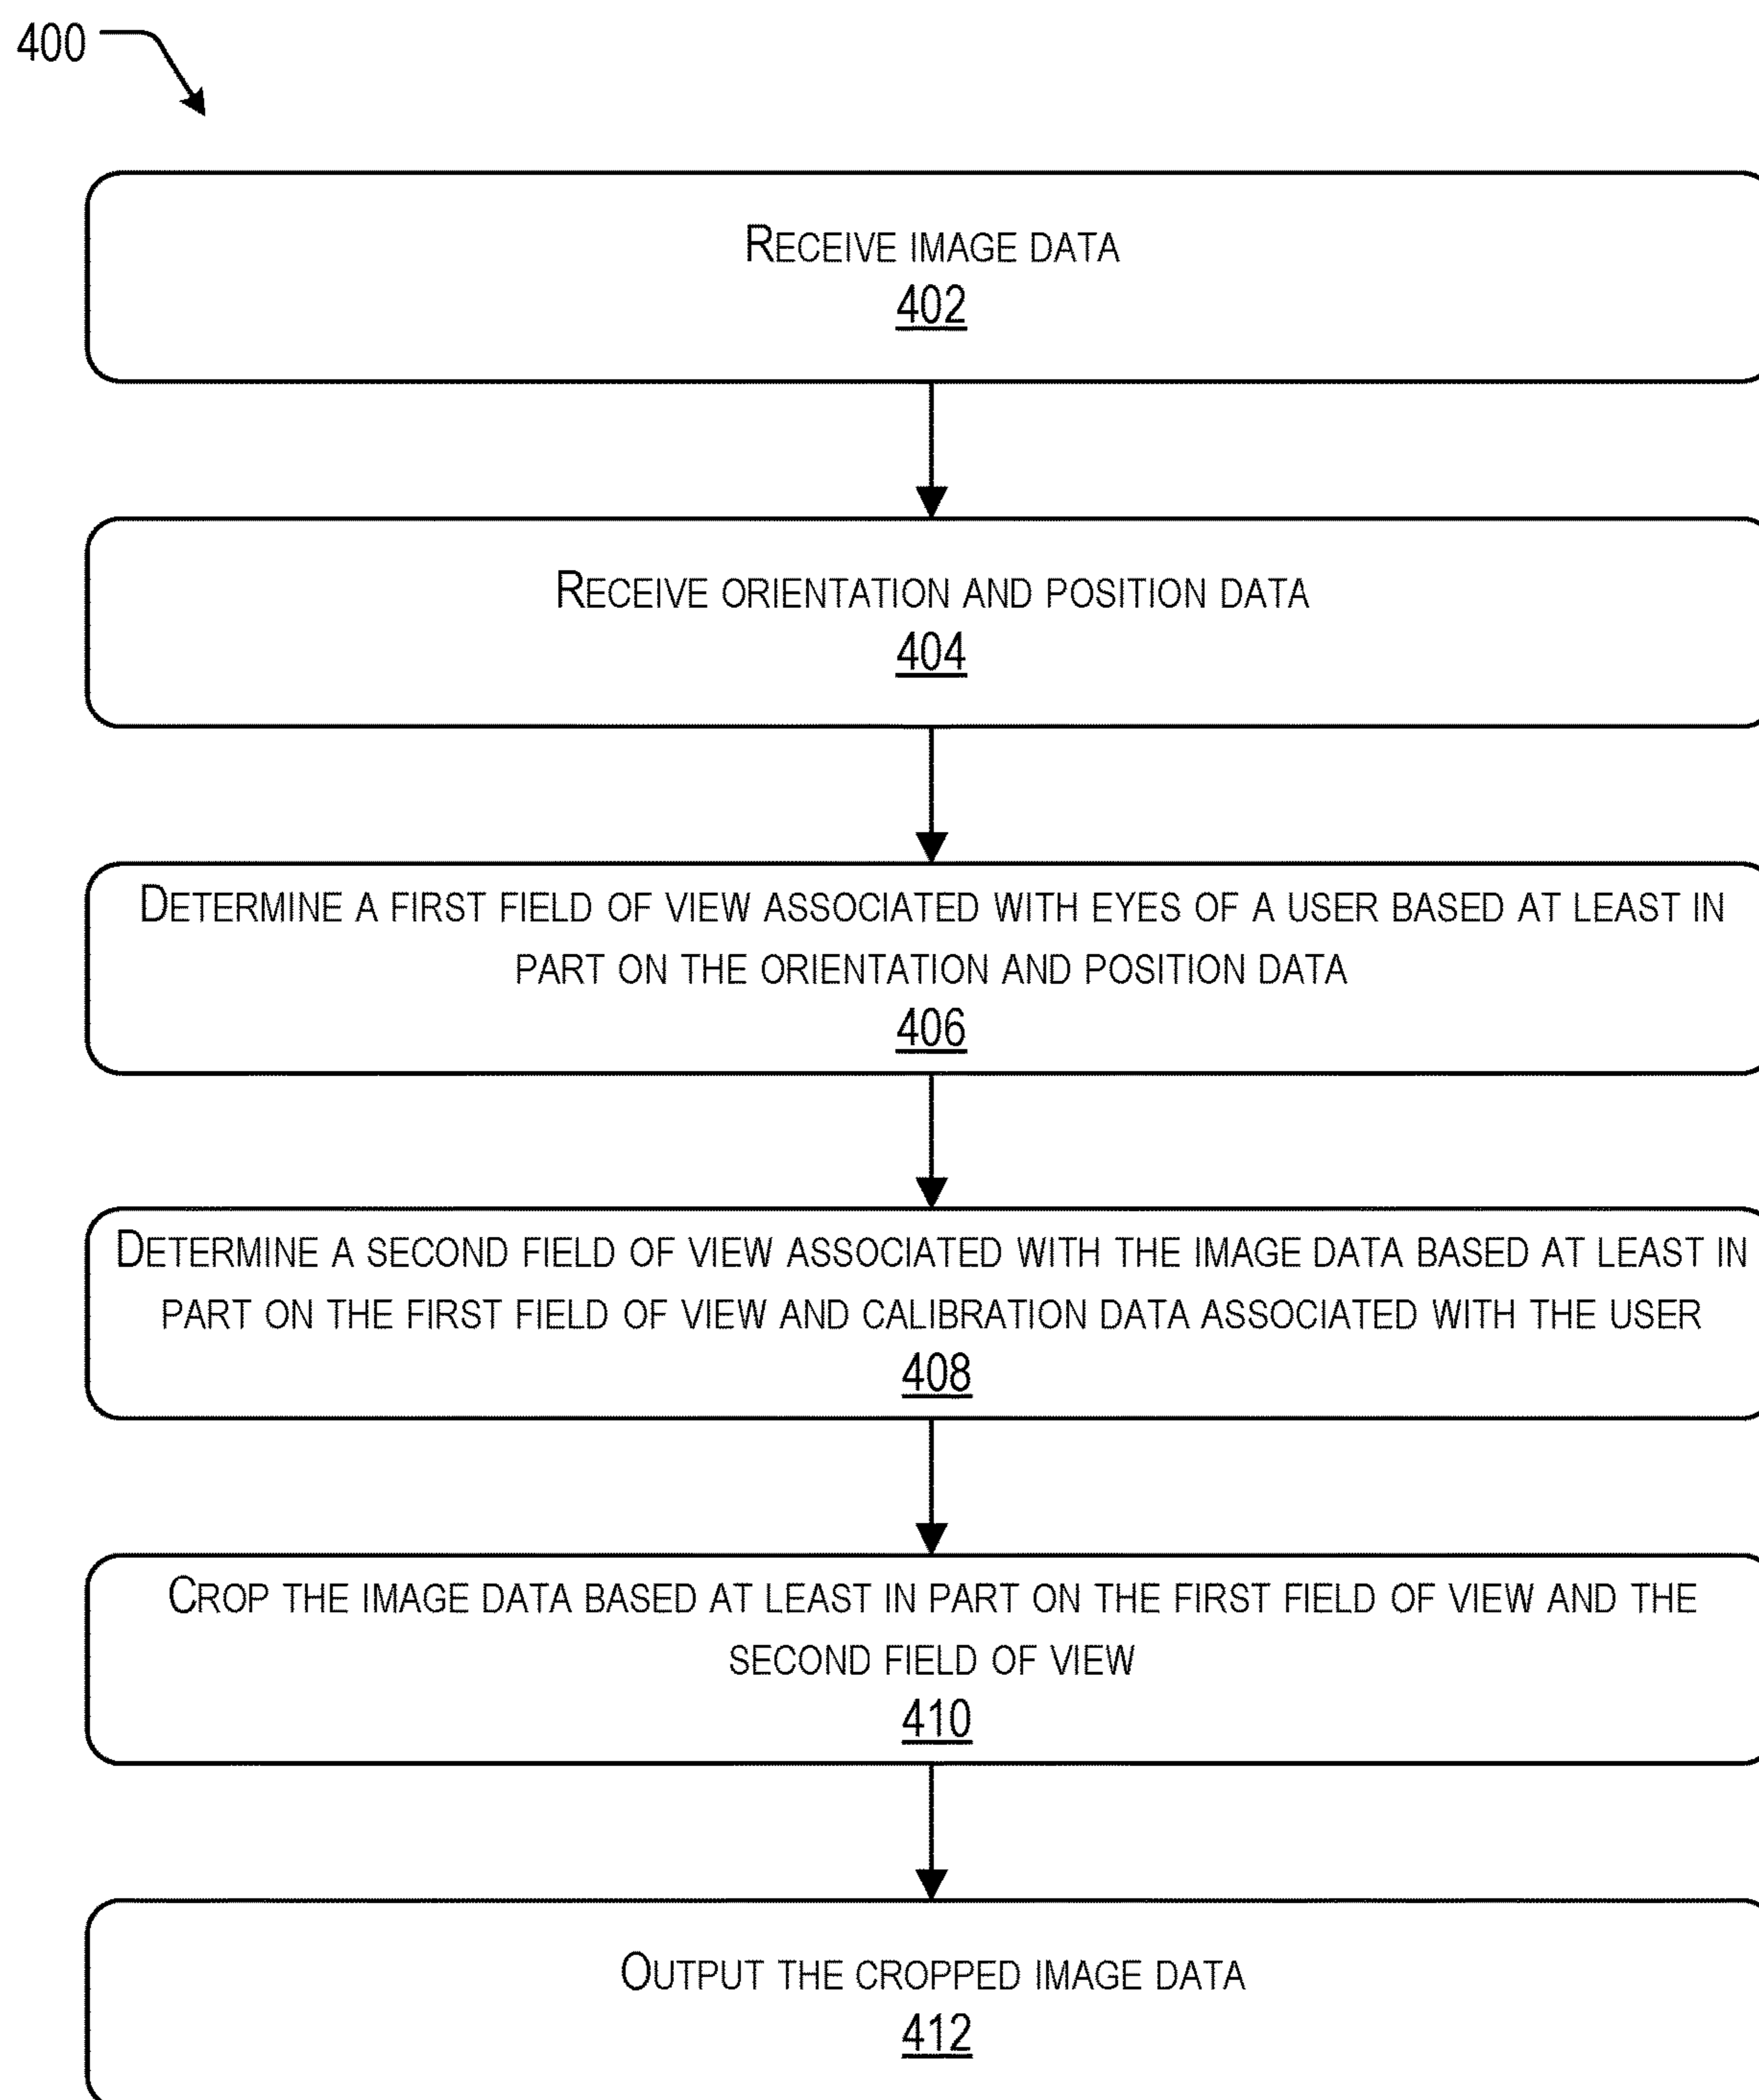 400
RECEIVE IMAGE DATA
402
RECEIVE ORIENTATION AND POSITION DATA
404
DETERMINE A FIRST FIELD OF VIEW ASSOCIATED WITH EYES OF A USER BASED AT LEAST IN
PART ON THE ORIENTATION AND POSITION DATA
406
DETERMINE A SECOND FIELD OF VIEW ASSOCIATED WITH THE IMAGE DATA BASED AT LEAST IN
PART ON THE FIRST FIELD OF VIEW AND CALIBRATION DATA ASSOCIATED WITH THE USER
408
CROP THE IMAGE DATA BASED AT LEAST IN PART ON THE FIRST FIELD OF VIEW AND THE
SECOND FIELD OF VIEW
410
OUTPUT THE CROPPED IMAGE DATA
412